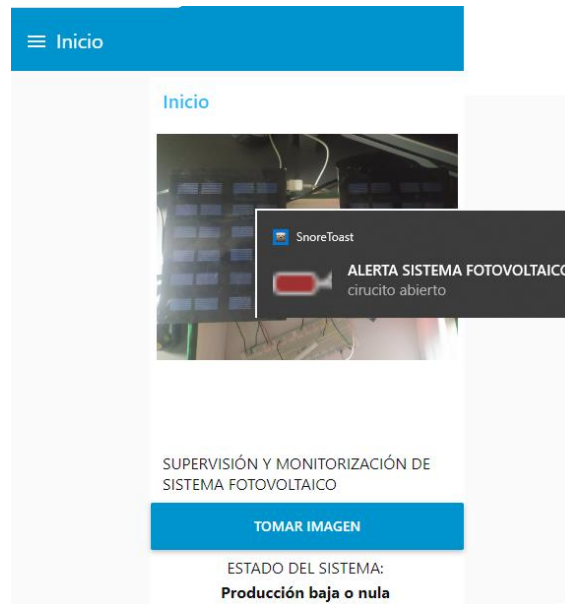 Inicio
Inicio
SnoreToast
ALERTA SISTEMA FOTOVOLTAICO
cirucito abierto
SUPERVISIÓN Y MONITORIZACIÓN DE
SISTEMA FOTOVOLTAICO
TOMAR IMAGEN
ESTADO DEL SISTEMA:
Producción baja o nula